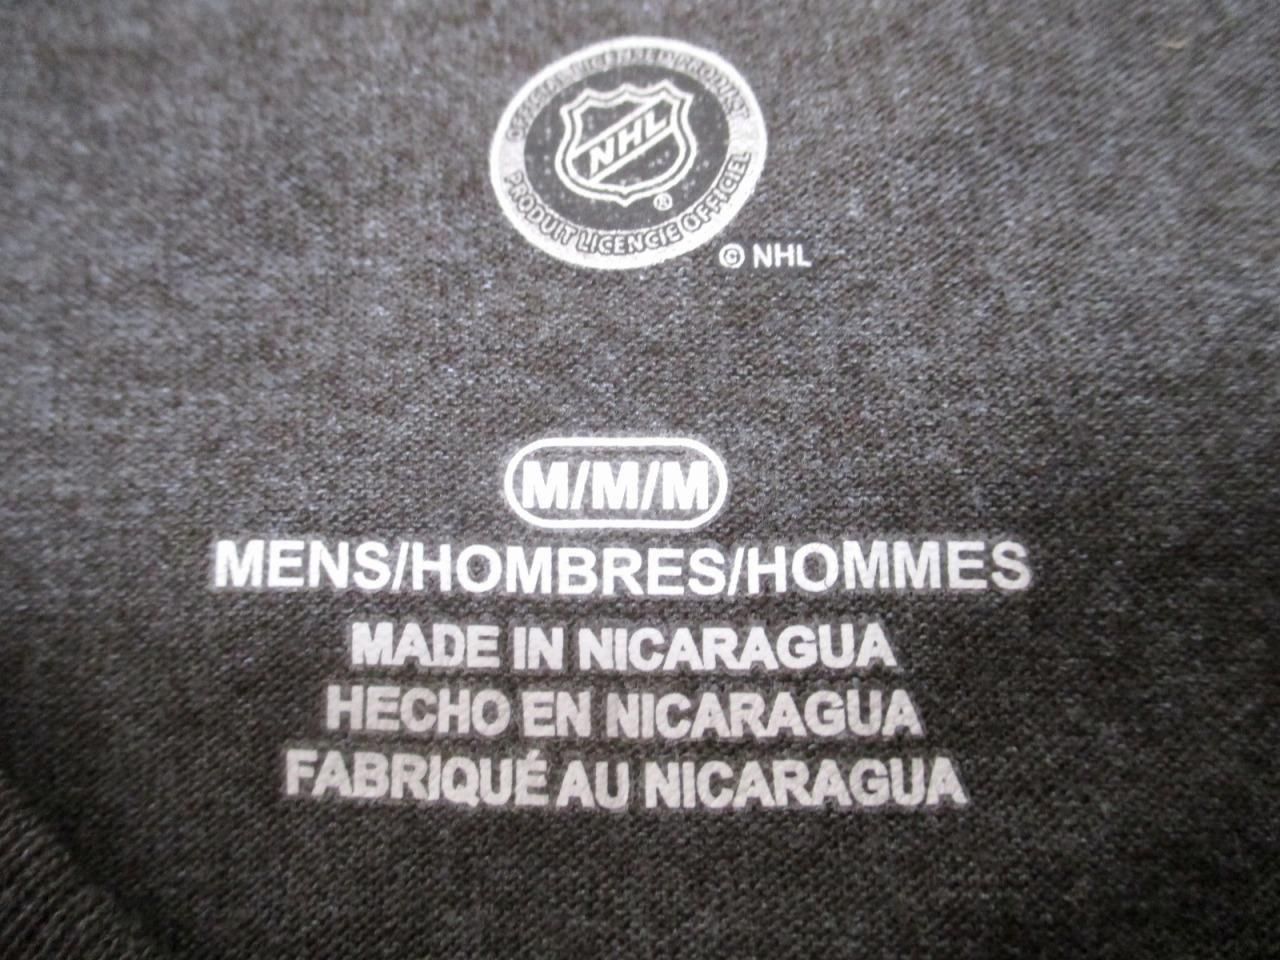 OFFICIAL LICENSED PRODUCT
NHL
®
PRODUIT LICENCIE OFFICIEL
© NHL
M/M/M
MENS/HOMBRES/HOMMES
MADE IN NICARAGUA
HECHO EN NICARAGUA
FABRIQUÉ AU NICARAGUA